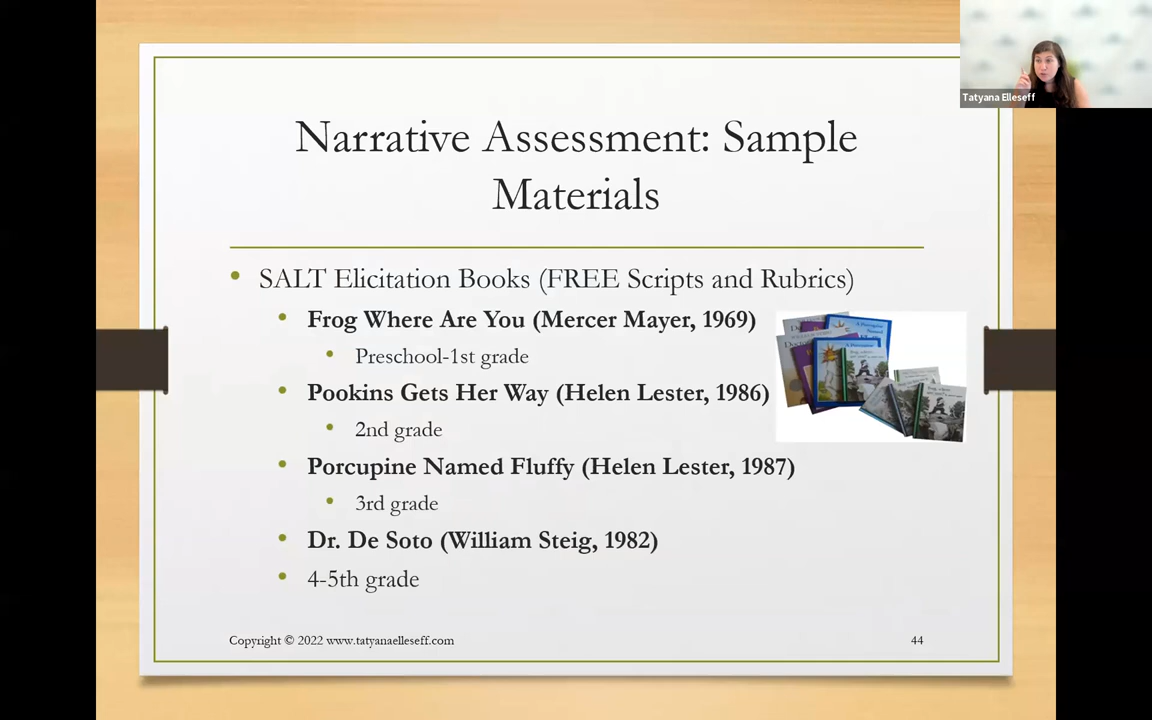 Tatyana Elleseff
Narrative Assessment: Sample
Materials
SALT Elicitation Books (FREE Scripts and Rubrics)
Frog Where Are You (Mercer Mayer, 1969)
Preschool-1st grade
Pookins Gets Her Way (Helen Lester, 1986)
2nd grade
Porcupine Named Fluffy (Helen Lester, 1987)
3rd grade
Dr. De Soto (William Steig, 1982)
4-5th grade
Copyright © 2022 www.tatyanaelleseff.com
44